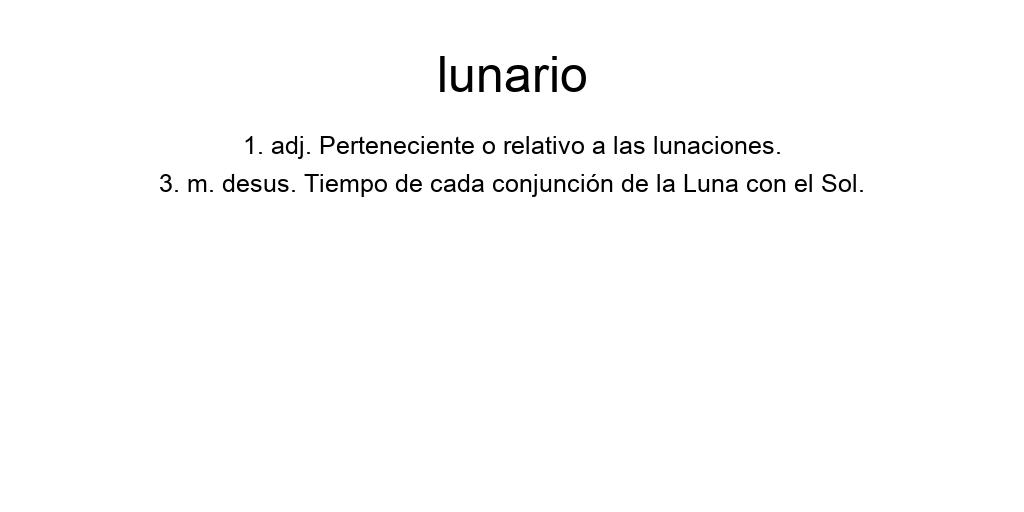 lunario
1. adj. Perteneciente o relativo a las lunaciones.
3. m. desus. Tiempo de cada conjunción de la Luna con el Sol.